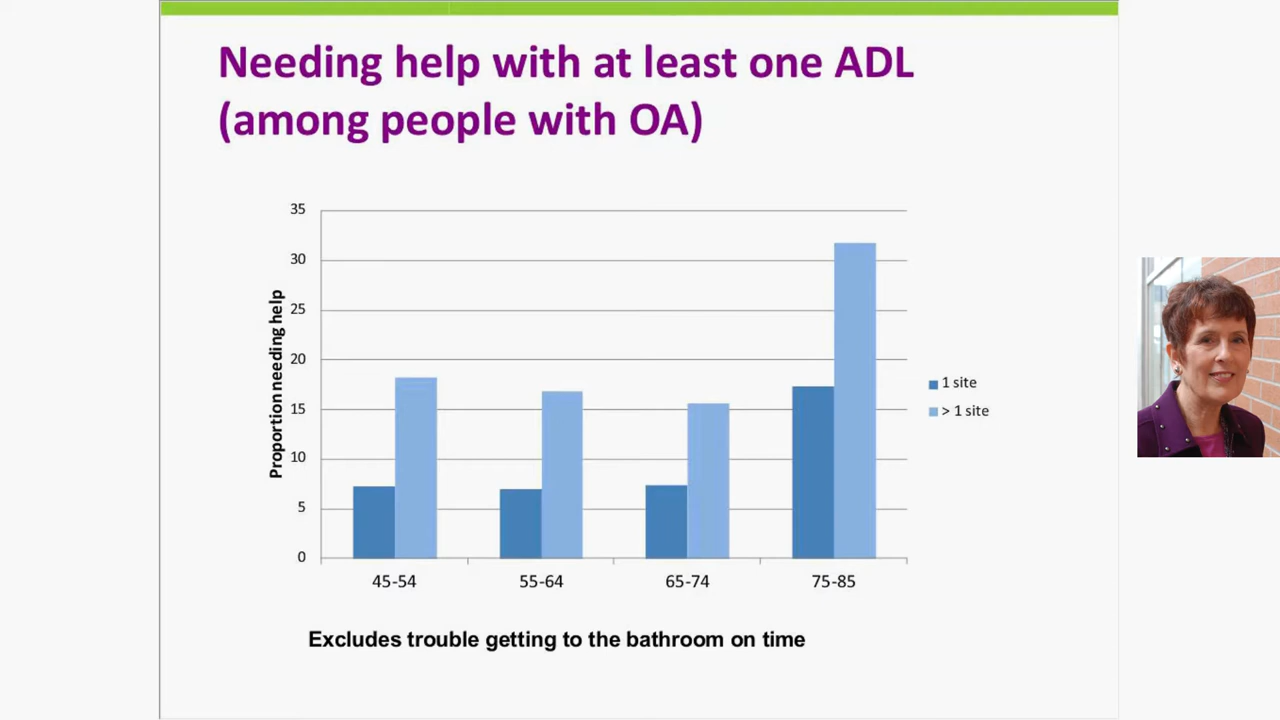 Needing help with at least one ADL
(among people with OA)
35
30
25
20
15
10
5
0
Proportion needing help
45-54
55-64
65-74
75-85
1 site
> 1 site
Excludes trouble getting to the bathroom on time